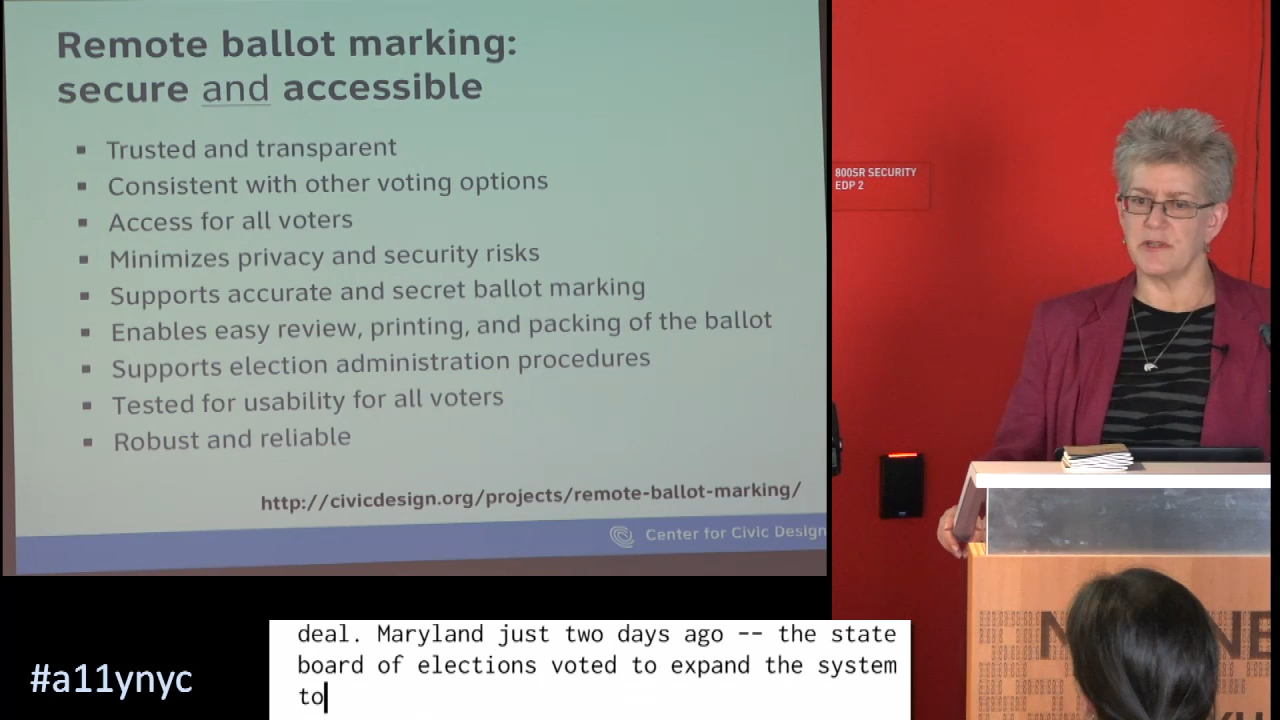 Remote ballot marking:
secure and accessible
▪ Trusted and transparent
▪ Consistent with other voting options
▪ Access for all voters
▪ Minimizes privacy and security risks
▪ Supports accurate and secret ballot marking
▪ Enables easy review, printing, and packing of the ballot
▪ Supports election administration procedures
▪ Tested for usability for all voters
▪ Robust and reliable
http://civicdesign.org/projects/remote-ballot-marking/
Center for Civic Design
800SR SECURITY
EDP 2
#a11ynyc
deal. Maryland just two days ago -- the state
board of elections voted to expand the system
to